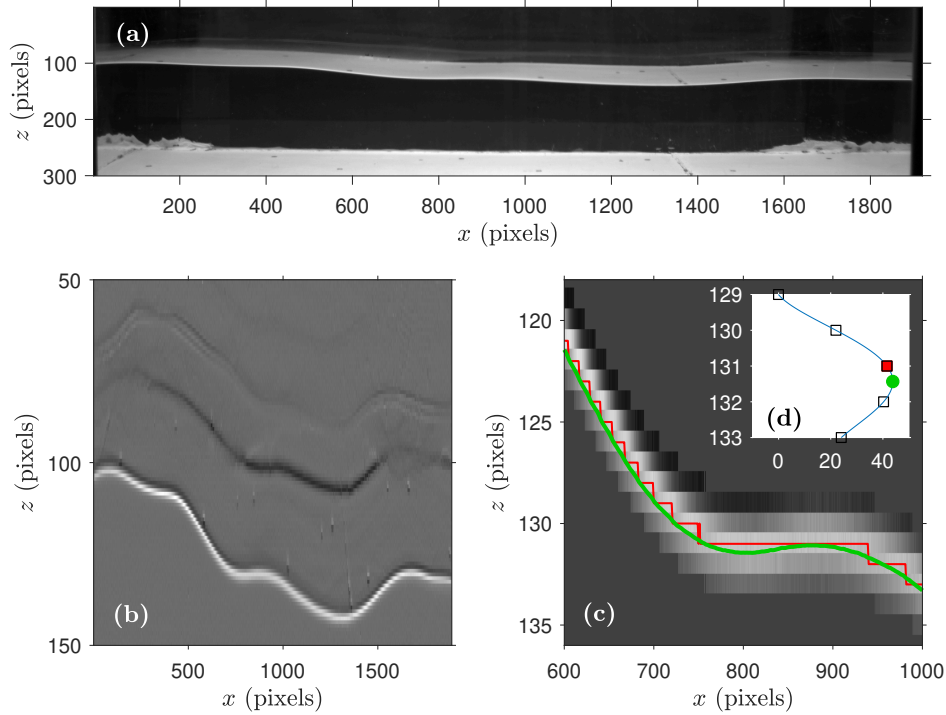 (a)
z (pixels)
100
200
300
200 400 600 800 1000 1200 1400 1600 1800
x (pixels)
(b)
z (pixels)
50
100
150
500 1000 1500
x (pixels)
(c)
z (pixels)
120
125
130
135
600 700 800 900 1000
x (pixels)
(d)
129
130
131
132
133
0 20 40